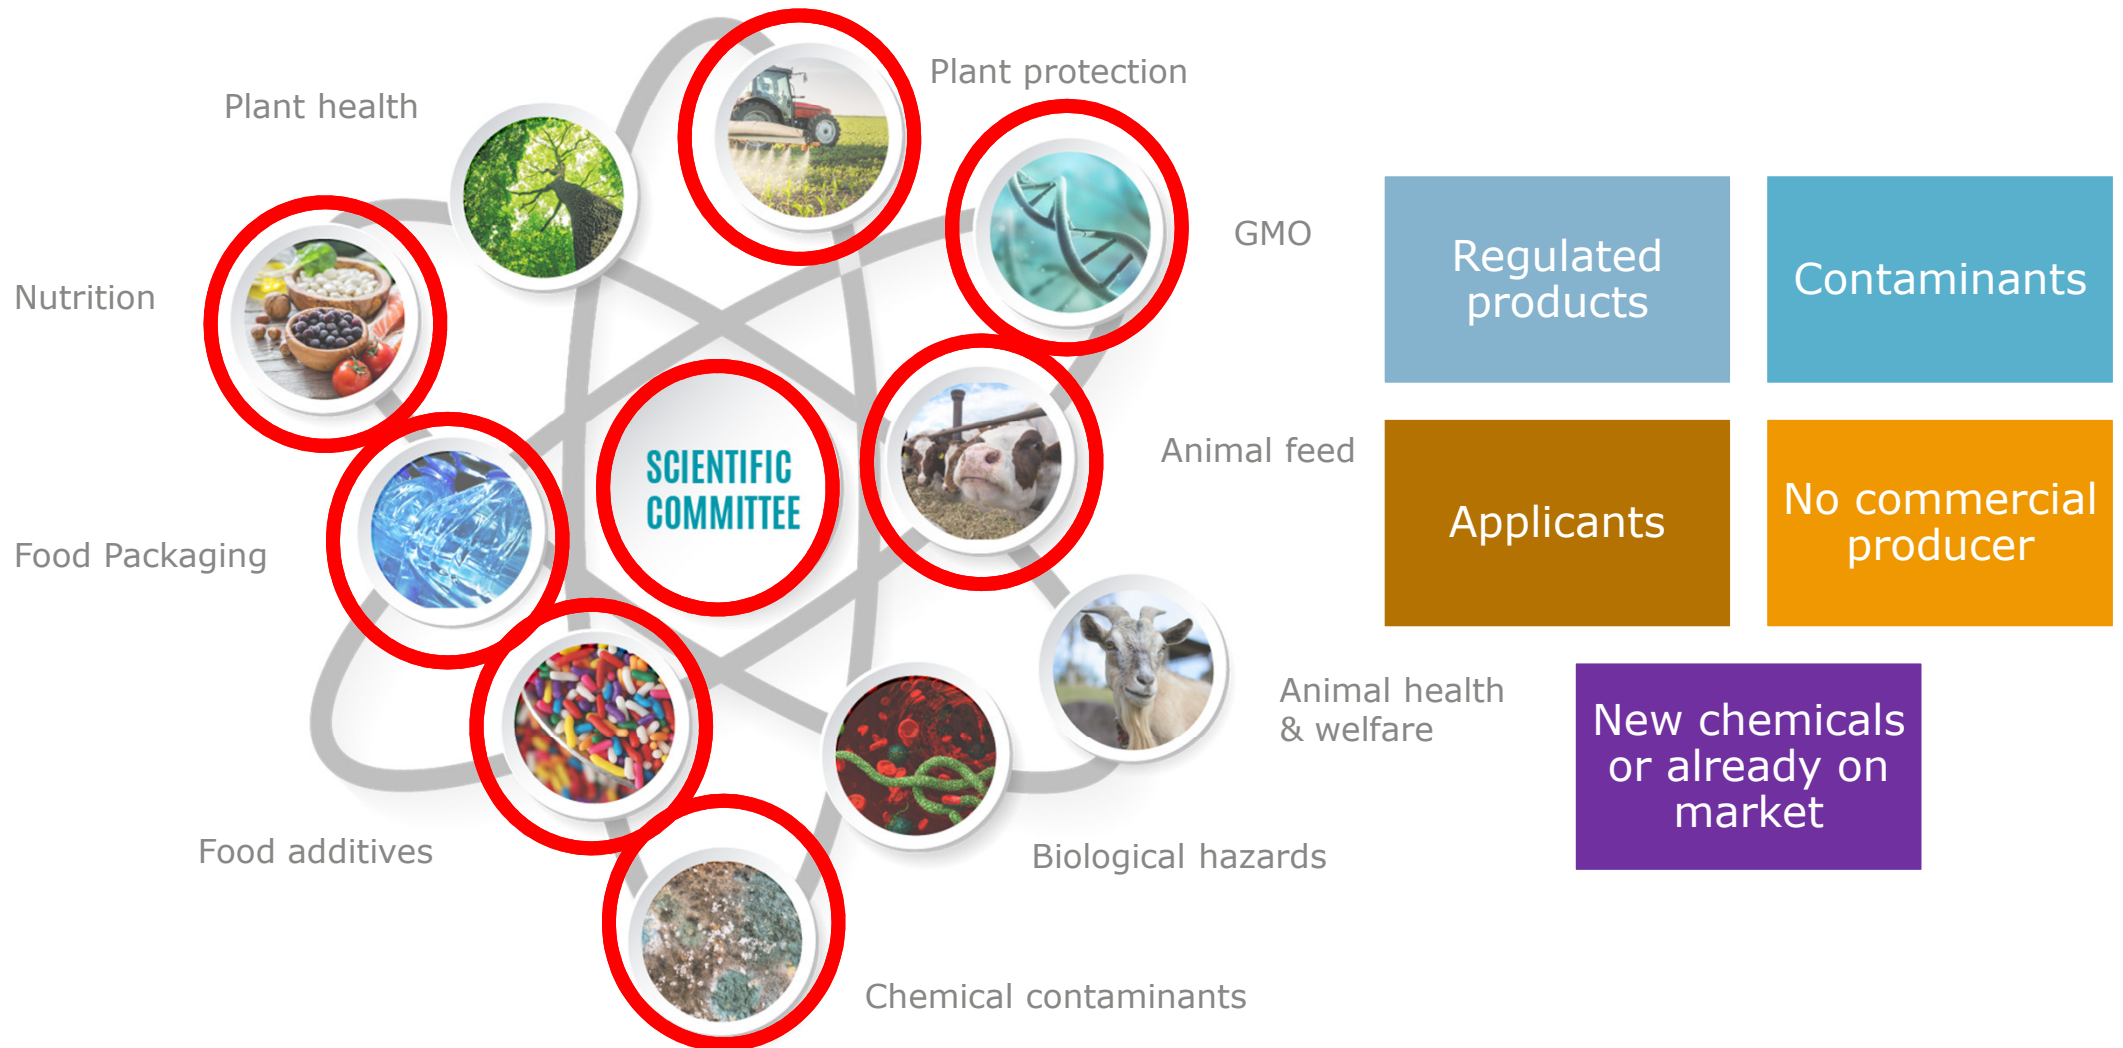 Plant protection
Plant health
GMO
Nutrition
Animal feed
SCIENTIFIC
COMMITTEE
Food Packaging
Animal health
& welfare
Food additives
Biological hazards
Chemical contaminants
Regulated
products
Contaminants
Applicants
No commercial
producer
New chemicals
or already on
market